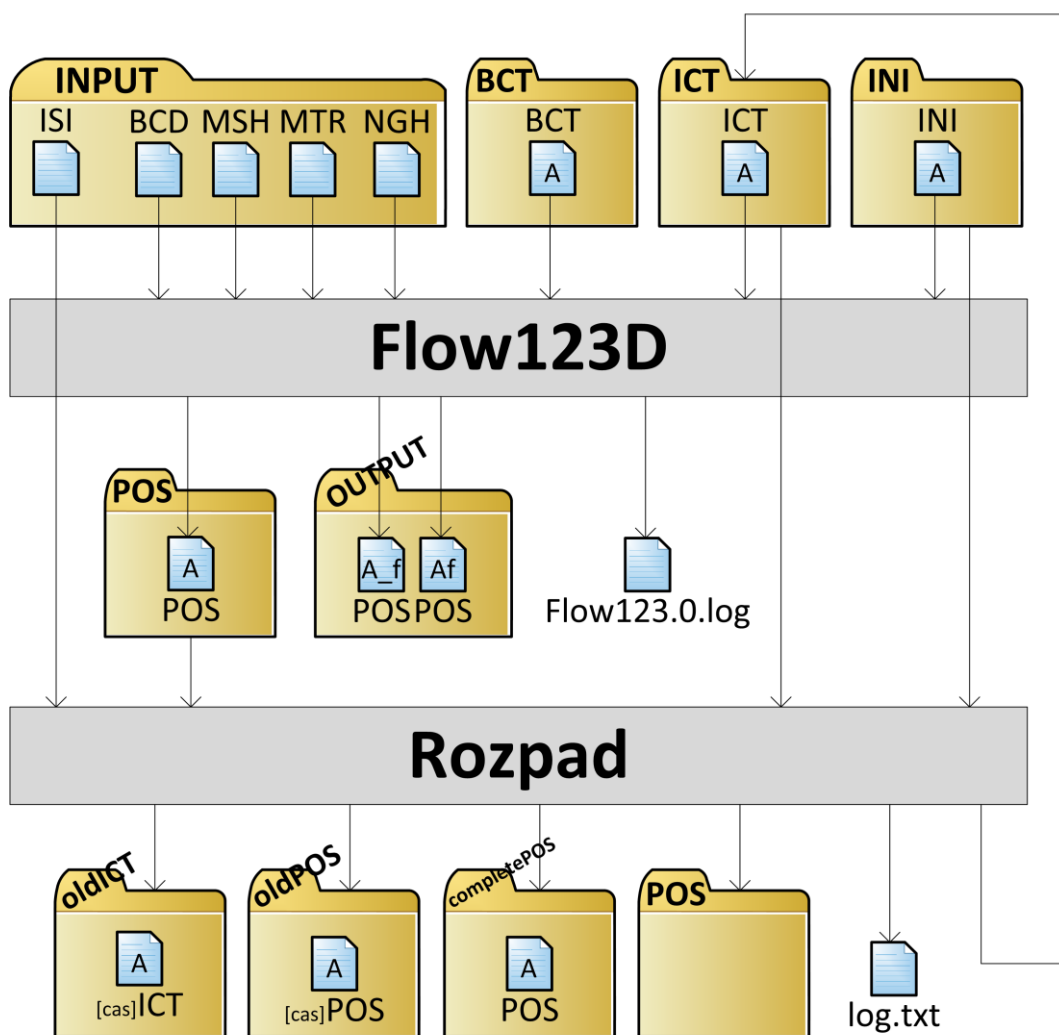 INPUT BCT ICT INI
ISI BCD MSH MTR NGH BCT ICT INI
A A A
Flow123D
POS OUTPUT
A A_f Af
POS POS POS Flow123.0.log
Rozpad
oldICT oldPOS completePOS POS
A A A
[cas]ICT [cas]POS POS log.txt